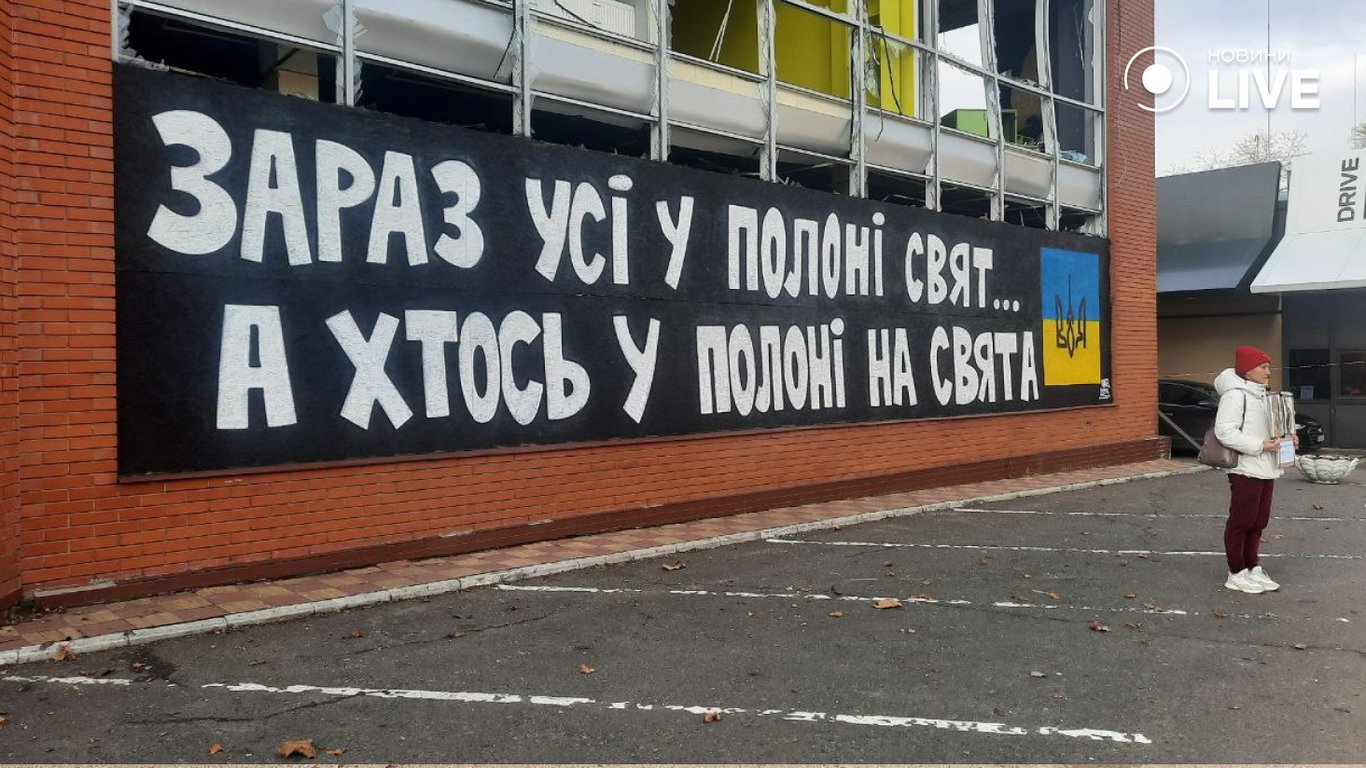 ЗАРАЗ УСІ У ПОЛОНІ СВЯТ...
А ХТОСЬ У ПОЛОНІ НА СВЯТА
НОВИНИ
LIVE
DRIVE